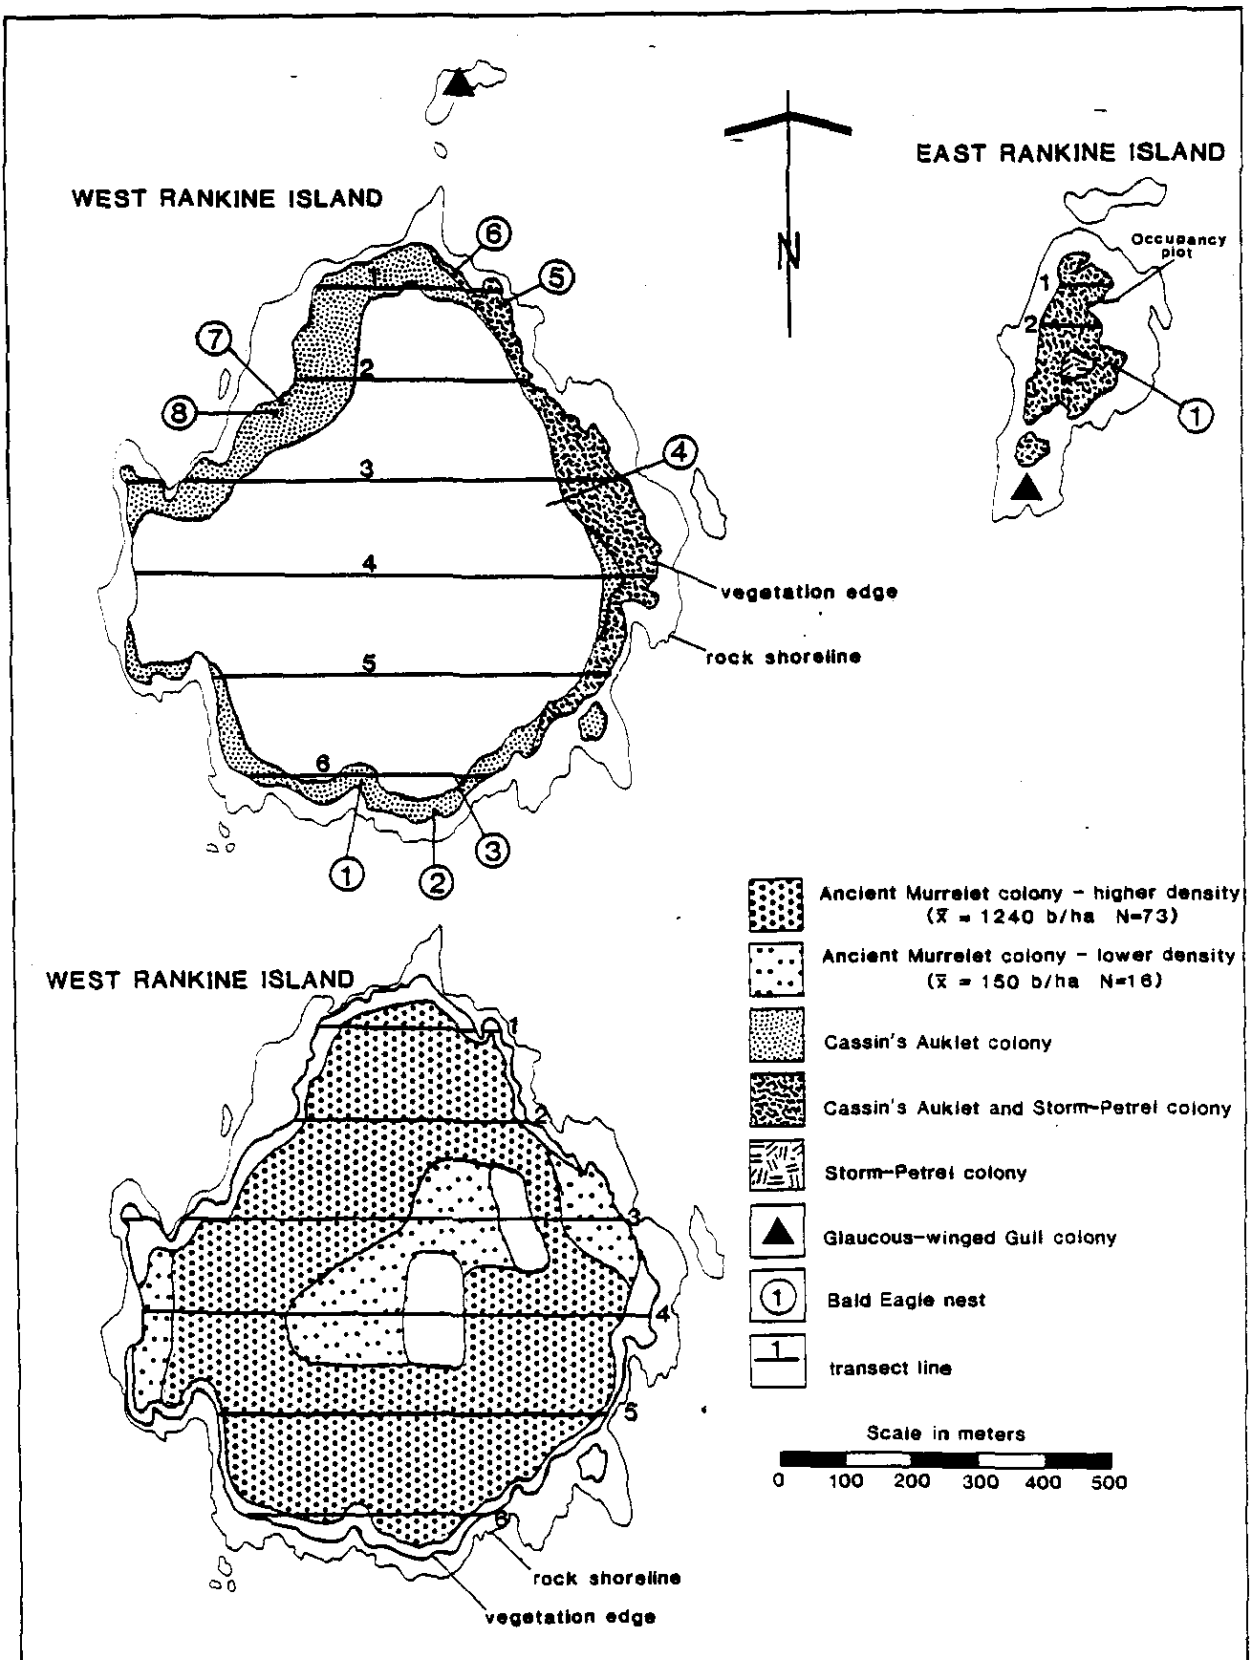 WEST RANKINE ISLAND
N
EAST RANKINE ISLAND
Occupancy
plot
1
2
1
6
5
1
7
2
8
3
4
4
vegetation edge
rock shoreline
5
6
1
2
3
WEST RANKINE ISLAND
1
2
3
4
5
6
rock shoreline
vegetation edge
Ancient Murrelet colony - higher density
(x̄ = 1240 b/ha N=73)
Ancient Murrelet colony - lower density
(x̄ = 150 b/ha N=16)
Cassin's Auklet colony
Cassin's Auklet and Storm-Petrel colony
Storm-Petrel colony
Glaucous-winged Gull colony
1 Bald Eagle nest
1 transect line
Scale in meters
0 100 200 300 400 500